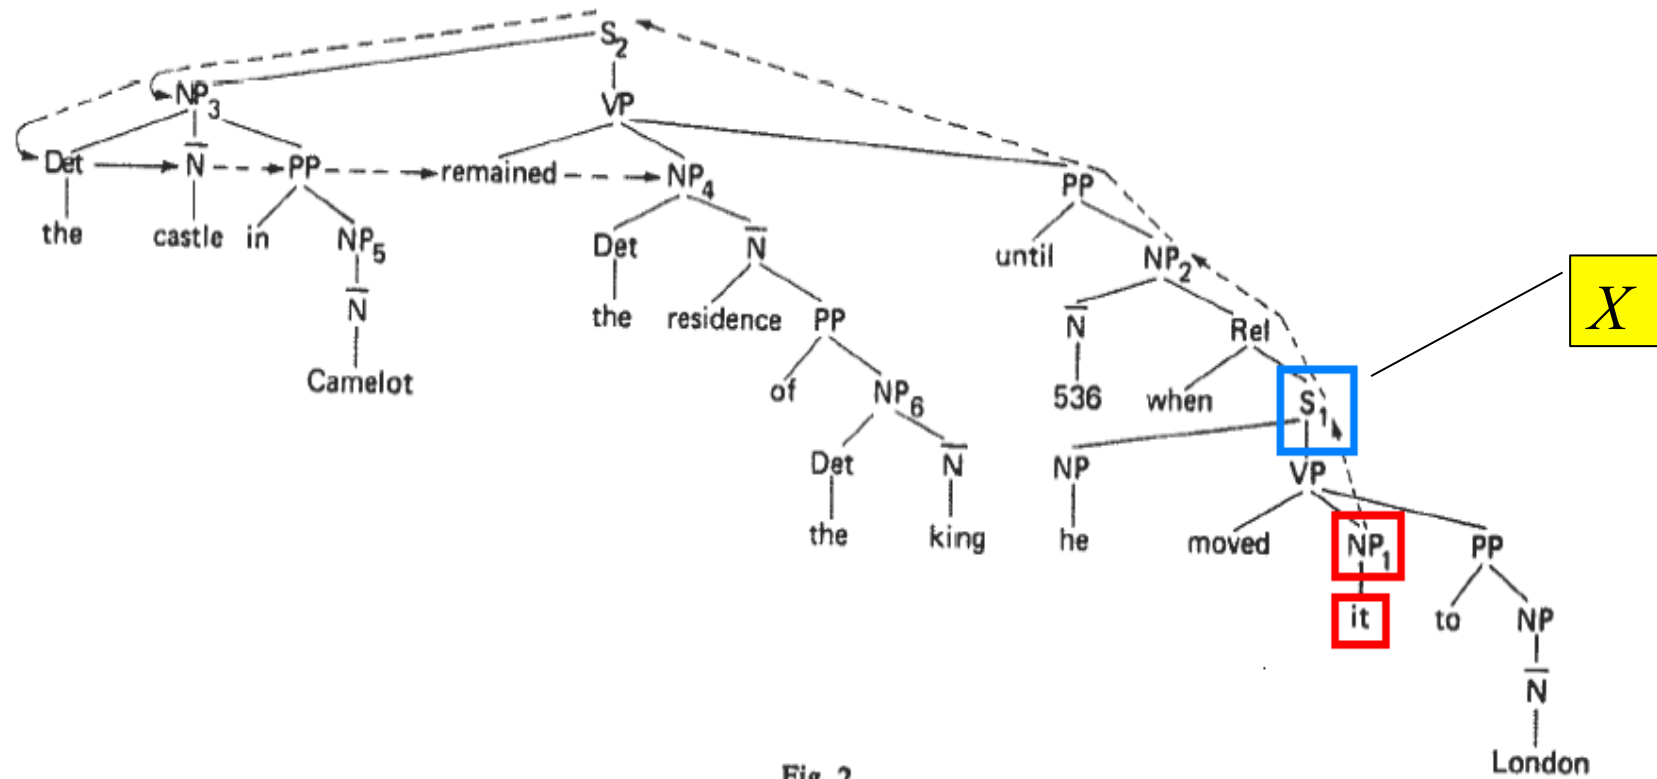 S2
NP3 VP
Det N̄ PP remained NP4 PP
the castle in NP5 Det N̄ until NP2
N̄ the residence PP N̄ Rel
Camelot of NP6 536 when S1
Det N̄ NP VP
the king he moved NP1 PP
it to NP
N̄
London
X
Fig. 2